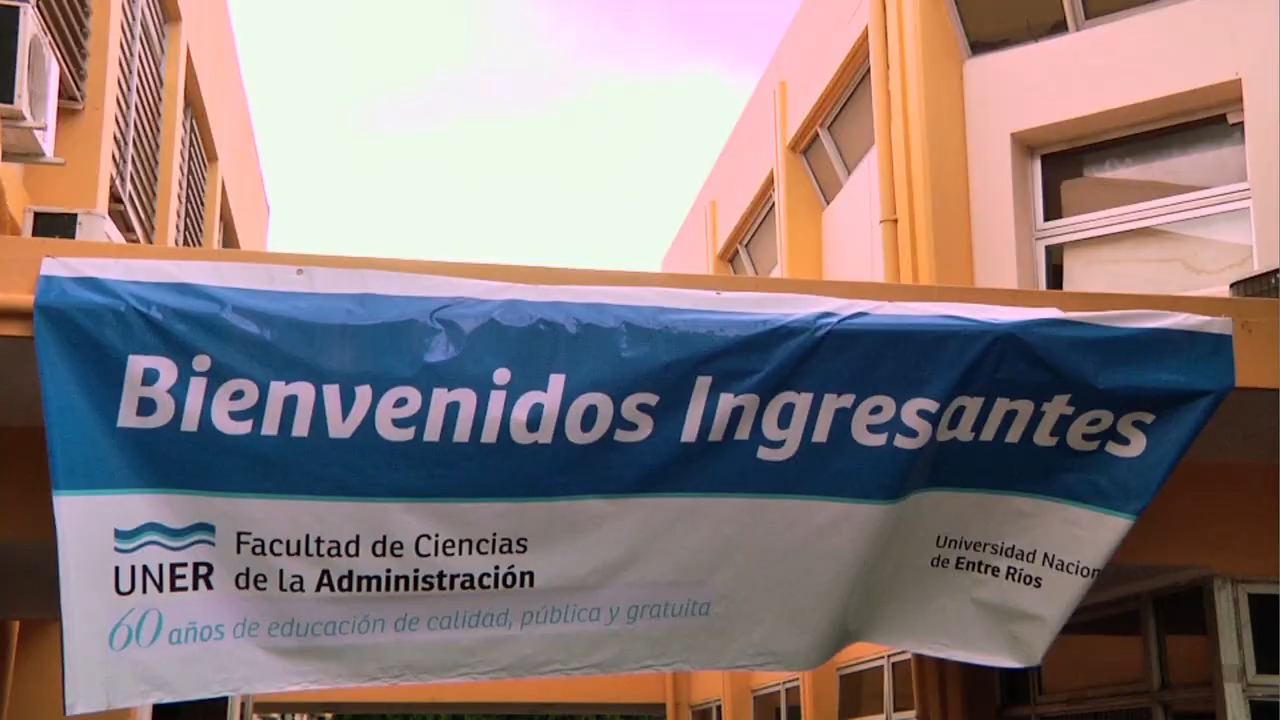 Bienvenidos Ingresantes
UNER
Facultad de Ciencias
de la Administración
60 años de educación de calidad, pública y gratuita
Universidad Nacion
de Entre Ríos